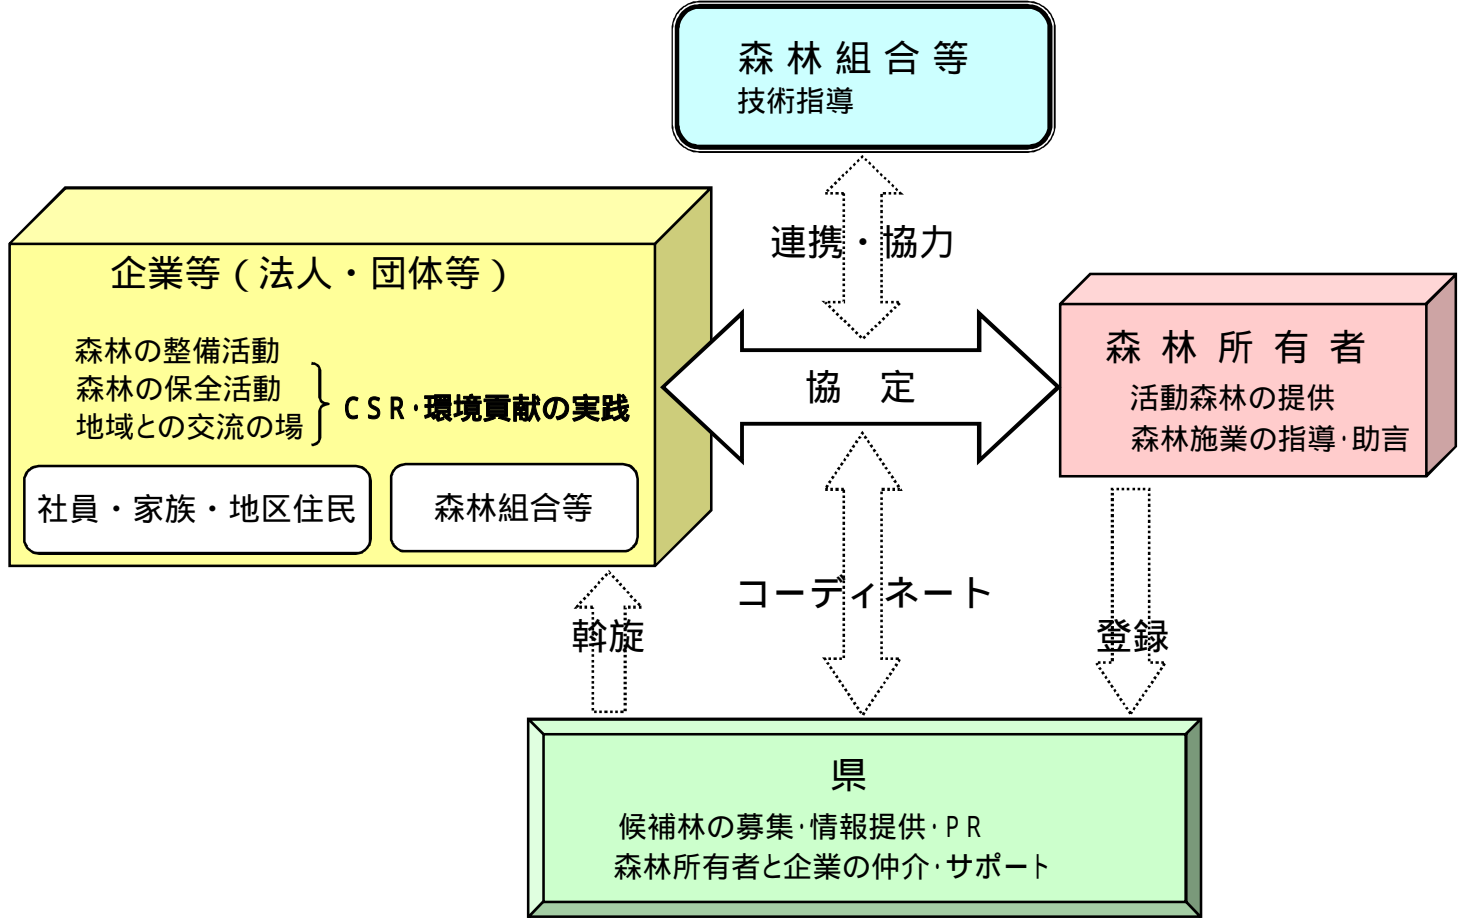 森林組合等
技術指導
連携・協力
企業等(法人・団体等)
森林の整備活動
森林の保全活動
地域との交流の場
CSR・環境貢献の実践
社員・家族・地区住民
森林組合等
協　定
森林所有者
活動森林の提供
森林施業の指導・助言
コーディネート
斡旋
登録
県
候補林の募集・情報提供・PR
森林所有者と企業の仲介・サポート